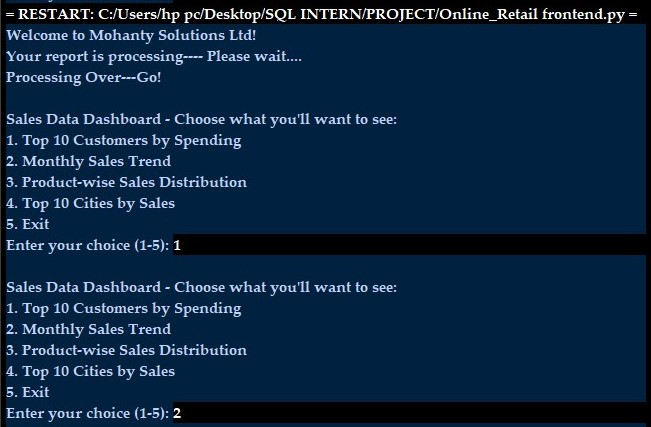 = RESTART: C:/Users/hp pc/Desktop/SQL INTERN/PROJECT/Online_Retail frontend.py =
Welcome to Mohanty Solutions Ltd!
Your report is processing---- Please wait....
Processing Over---Go!
Sales Data Dashboard - Choose what you'll want to see:
1. Top 10 Customers by Spending
2. Monthly Sales Trend
3. Product-wise Sales Distribution
4. Top 10 Cities by Sales
5. Exit
Enter your choice (1-5): 1
Sales Data Dashboard - Choose what you'll want to see:
1. Top 10 Customers by Spending
2. Monthly Sales Trend
3. Product-wise Sales Distribution
4. Top 10 Cities by Sales
5. Exit
Enter your choice (1-5): 2